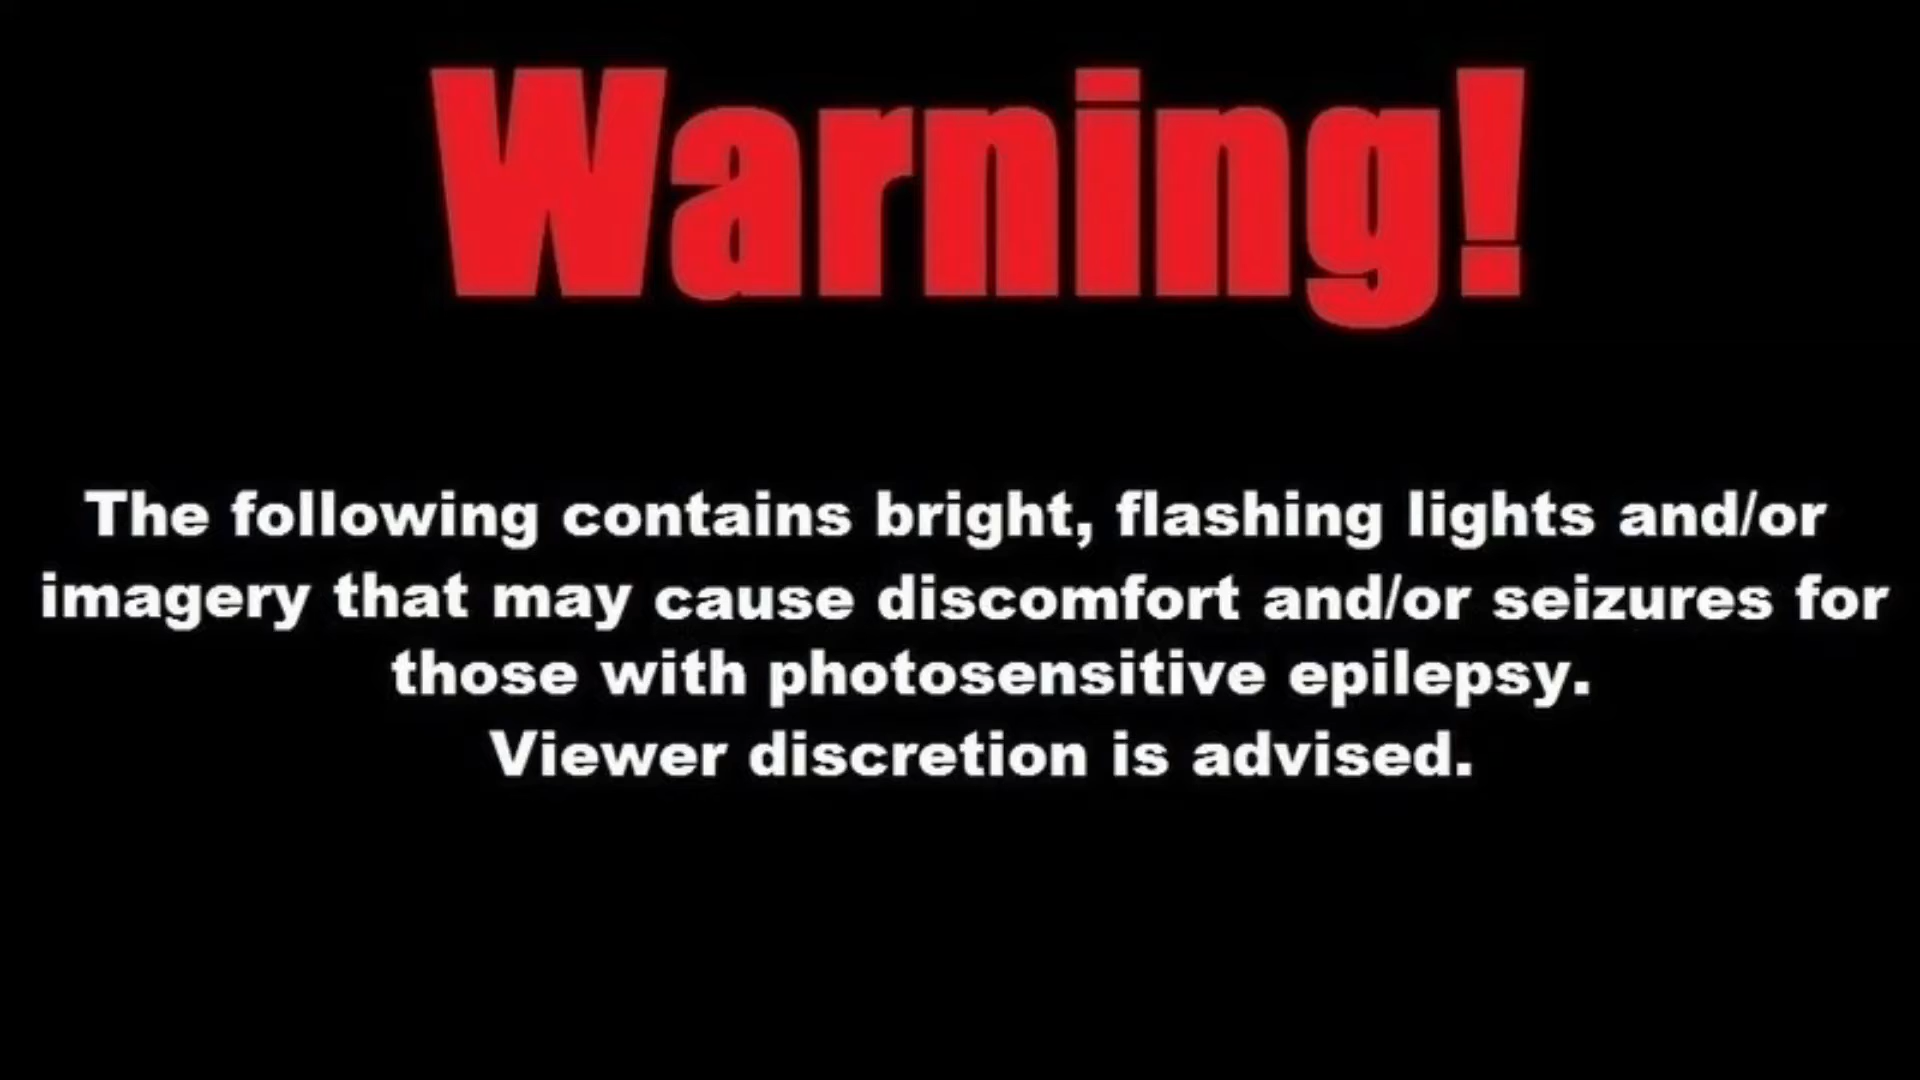 Warning!
The following contains bright, flashing lights and/or
imagery that may cause discomfort and/or seizures for
those with photosensitive epilepsy.
Viewer discretion is advised.